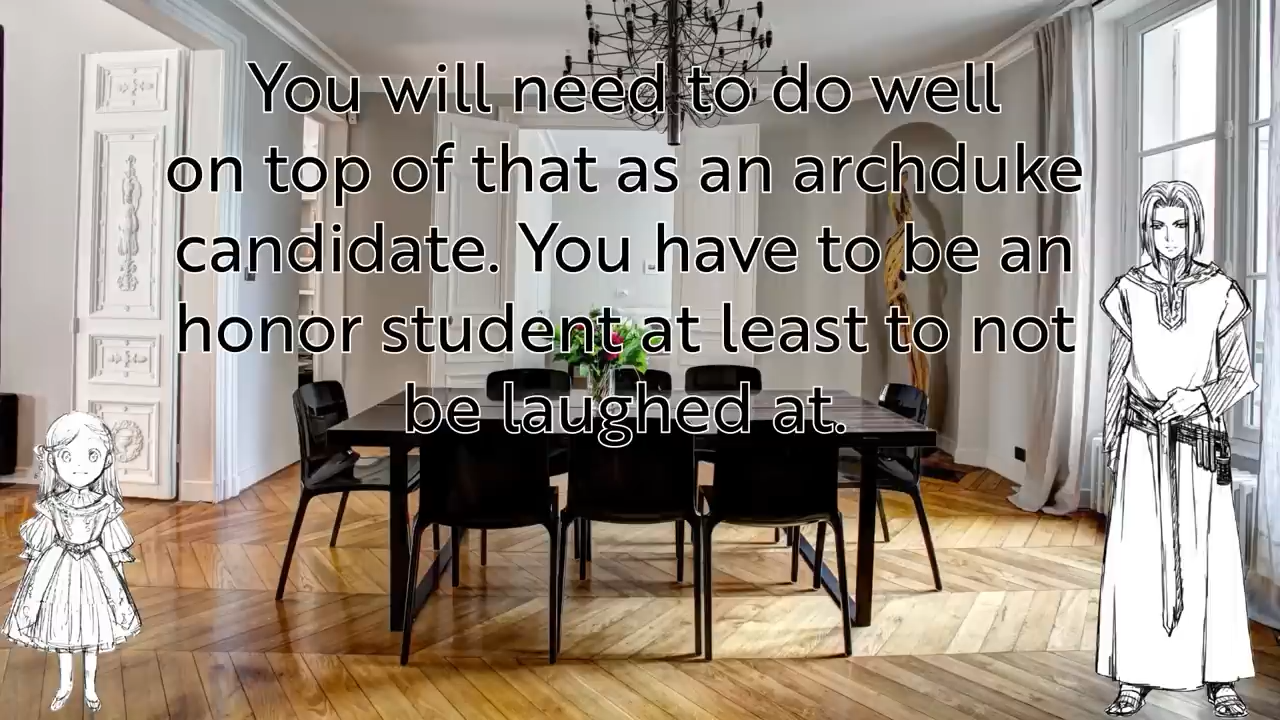 You will need to do well
on top of that as an archduke
candidate. You have to be an
honor student at least to not
be laughed at.